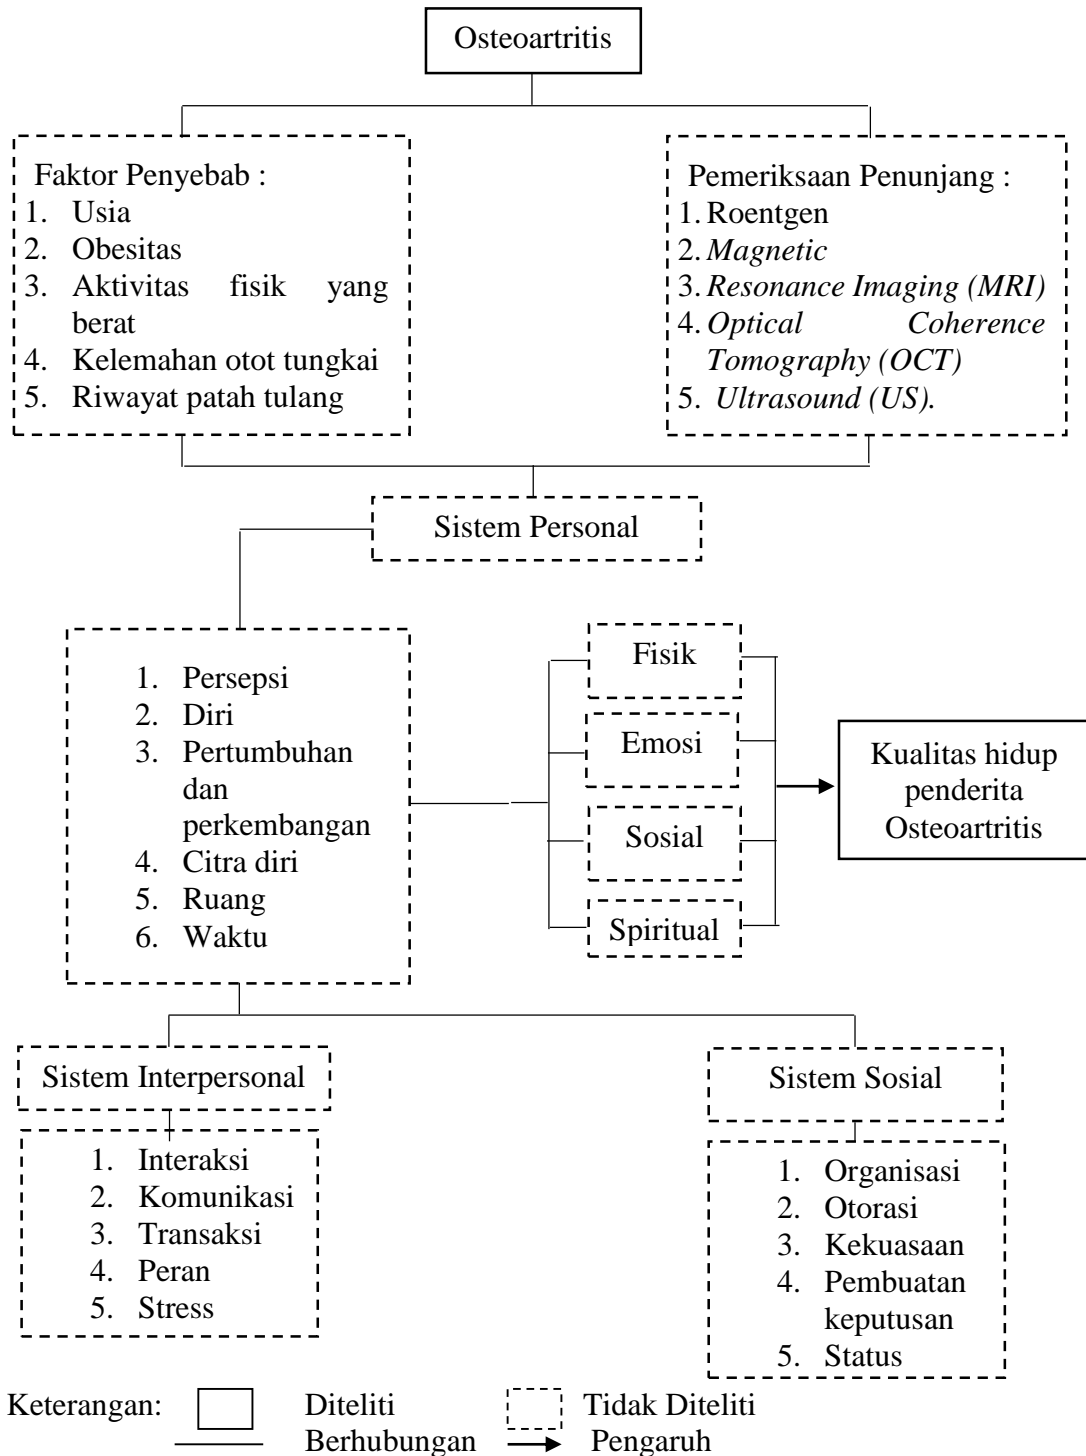 Osteoartritis
Faktor Penyebab :
1. Usia
2. Obesitas
3. Aktivitas fisik yang
berat
4. Kelemahan otot tungkai
5. Riwayat patah tulang
Pemeriksaan Penunjang :
1. Roentgen
2. Magnetic
3. Resonance Imaging (MRI)
4. Optical Coherence
Tomography (OCT)
5. Ultrasound (US).
Sistem Personal
1. Persepsi
2. Diri
3. Pertumbuhan
dan
perkembangan
4. Citra diri
5. Ruang
6. Waktu
Fisik
Emosi
Sosial
Spiritual
Kualitas hidup
penderita
Osteoartritis
Sistem Interpersonal
1. Interaksi
2. Komunikasi
3. Transaksi
4. Peran
5. Stress
Sistem Sosial
1. Organisasi
2. Otorasi
3. Kekuasaan
4. Pembuatan
keputusan
5. Status
Keterangan: Diteliti Tidak Diteliti
Berhubungan Pengaruh